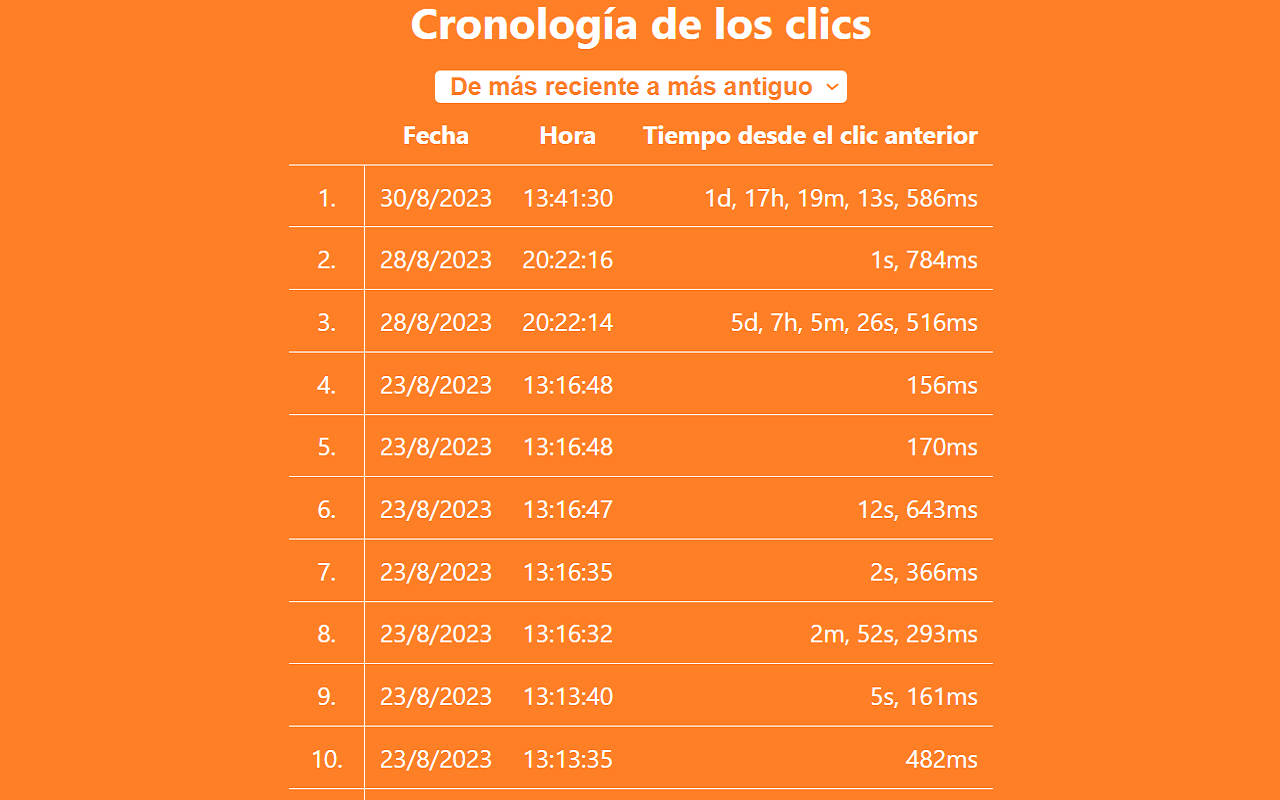 Cronología de los clics
De más reciente a más antiguo
Fecha Hora Tiempo desde el clic anterior
1. 30/8/2023 13:41:30 1d, 17h, 19m, 13s, 586ms
2. 28/8/2023 20:22:16 1s, 784ms
3. 28/8/2023 20:22:14 5d, 7h, 5m, 26s, 516ms
4. 23/8/2023 13:16:48 156ms
5. 23/8/2023 13:16:48 170ms
6. 23/8/2023 13:16:47 12s, 643ms
7. 23/8/2023 13:16:35 2s, 366ms
8. 23/8/2023 13:16:32 2m, 52s, 293ms
9. 23/8/2023 13:13:40 5s, 161ms
10. 23/8/2023 13:13:35 482ms